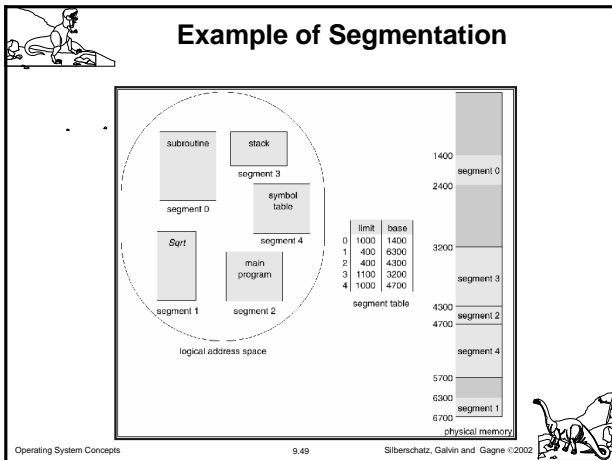 Example of Segmentation
subroutine
segment 0
stack
segment 3
symbol
table
segment 4
Sqrt
segment 1
main
program
segment 2
logical address space
limit base
0 1000 1400
1 400 6300
2 400 4300
3 1100 3200
4 1000 4700
segment table
1400
segment 0
2400
3200
segment 3
4300
segment 2
4700
segment 4
5700
6300
segment 1
6700
physical memory
Operating System Concepts
9.49
Silberschatz, Galvin and Gagne ©2002